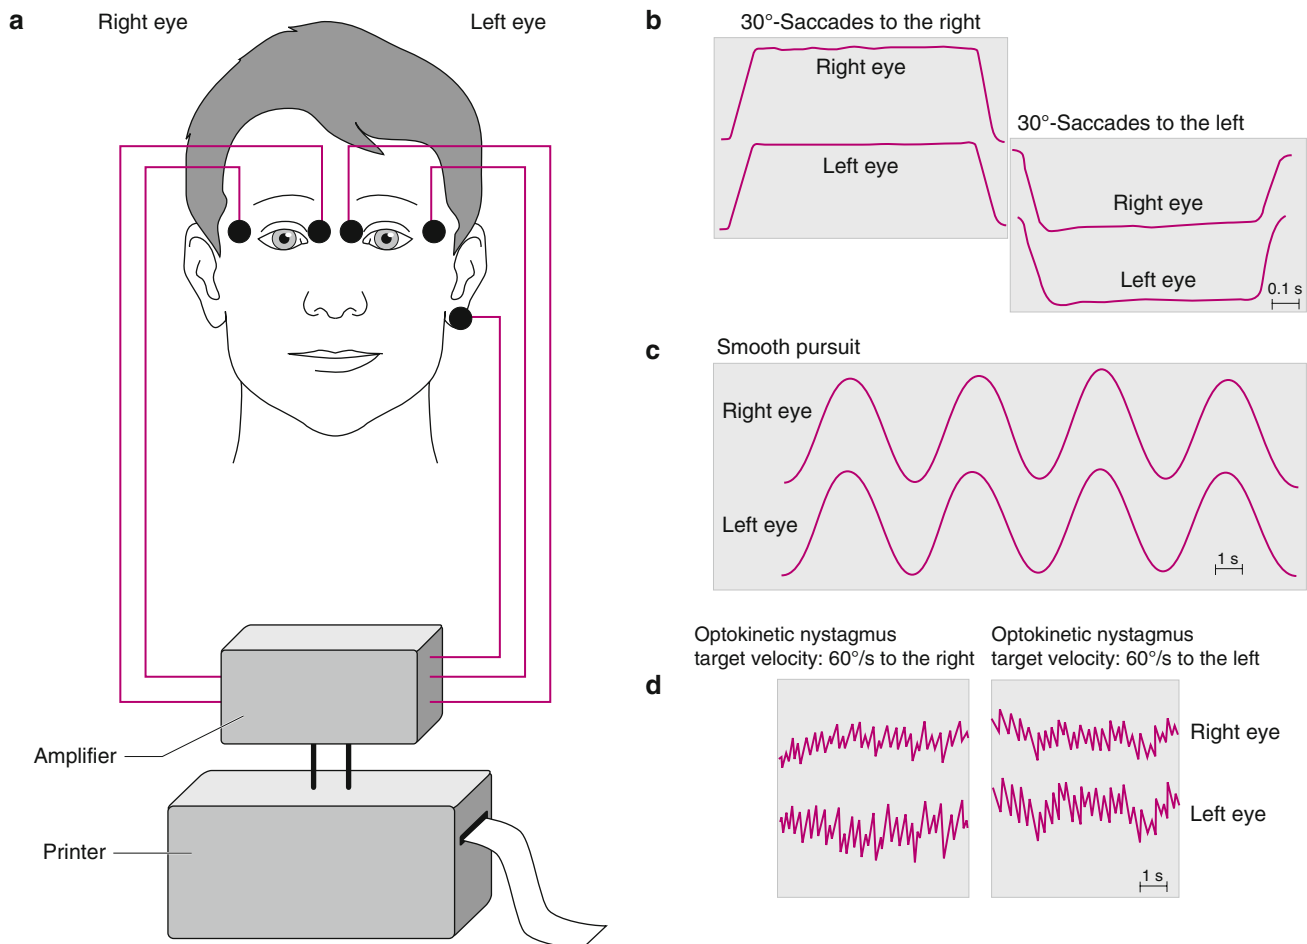 a
Right eye
Left eye
Amplifier
Printer
b
30°-Saccades to the right
Right eye
Left eye
30°-Saccades to the left
Right eye
Left eye
0.1 s
c
Smooth pursuit
Right eye
Left eye
1 s
d
Optokinetic nystagmus
target velocity: 60°/s to the right
Optokinetic nystagmus
target velocity: 60°/s to the left
Right eye
Left eye
1 s